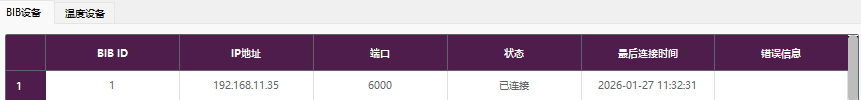 BIB设备 温度设备
BIB ID IP地址 端口 状态 最后连接时间 错误信息
1 1 192.168.11.35 6000 已连接 2026-01-27 11:32:31